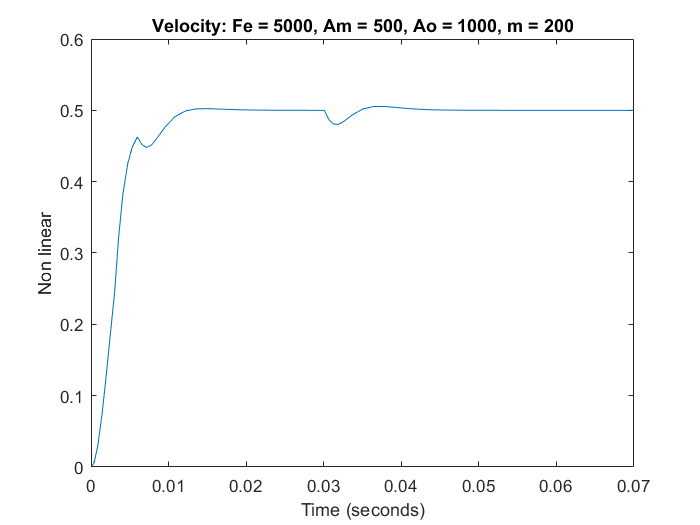 Velocity: Fe = 5000, Am = 500, Ao = 1000, m = 200
0.6
0.5
0.4
0.3
0.2
0.1
0
Non linear
0 0.01 0.02 0.03 0.04 0.05 0.06 0.07
Time (seconds)